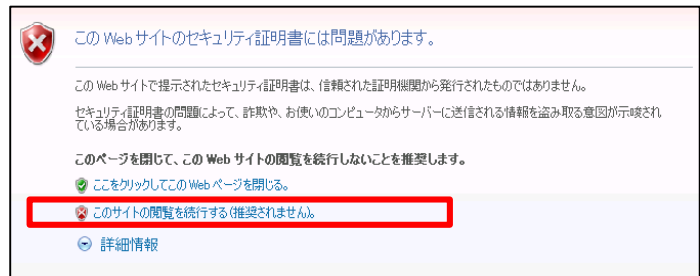 この Web サイトのセキュリティ証明書には問題があります。
この Web サイトで提示されたセキュリティ証明書は、信頼された証明機関から発行されたものではありません。
セキュリティ証明書の問題によって、詐欺や、お使いのコンピュータからサーバーに送信される情報を盗み取る意図が示唆され
ている場合があります。
このページを閉じて、この Web サイトの閲覧を続行しないことを推奨します。
ここをクリックしてこの Web ページを閉じる。
このサイトの閲覧を続行する (推奨されません)。
詳細情報